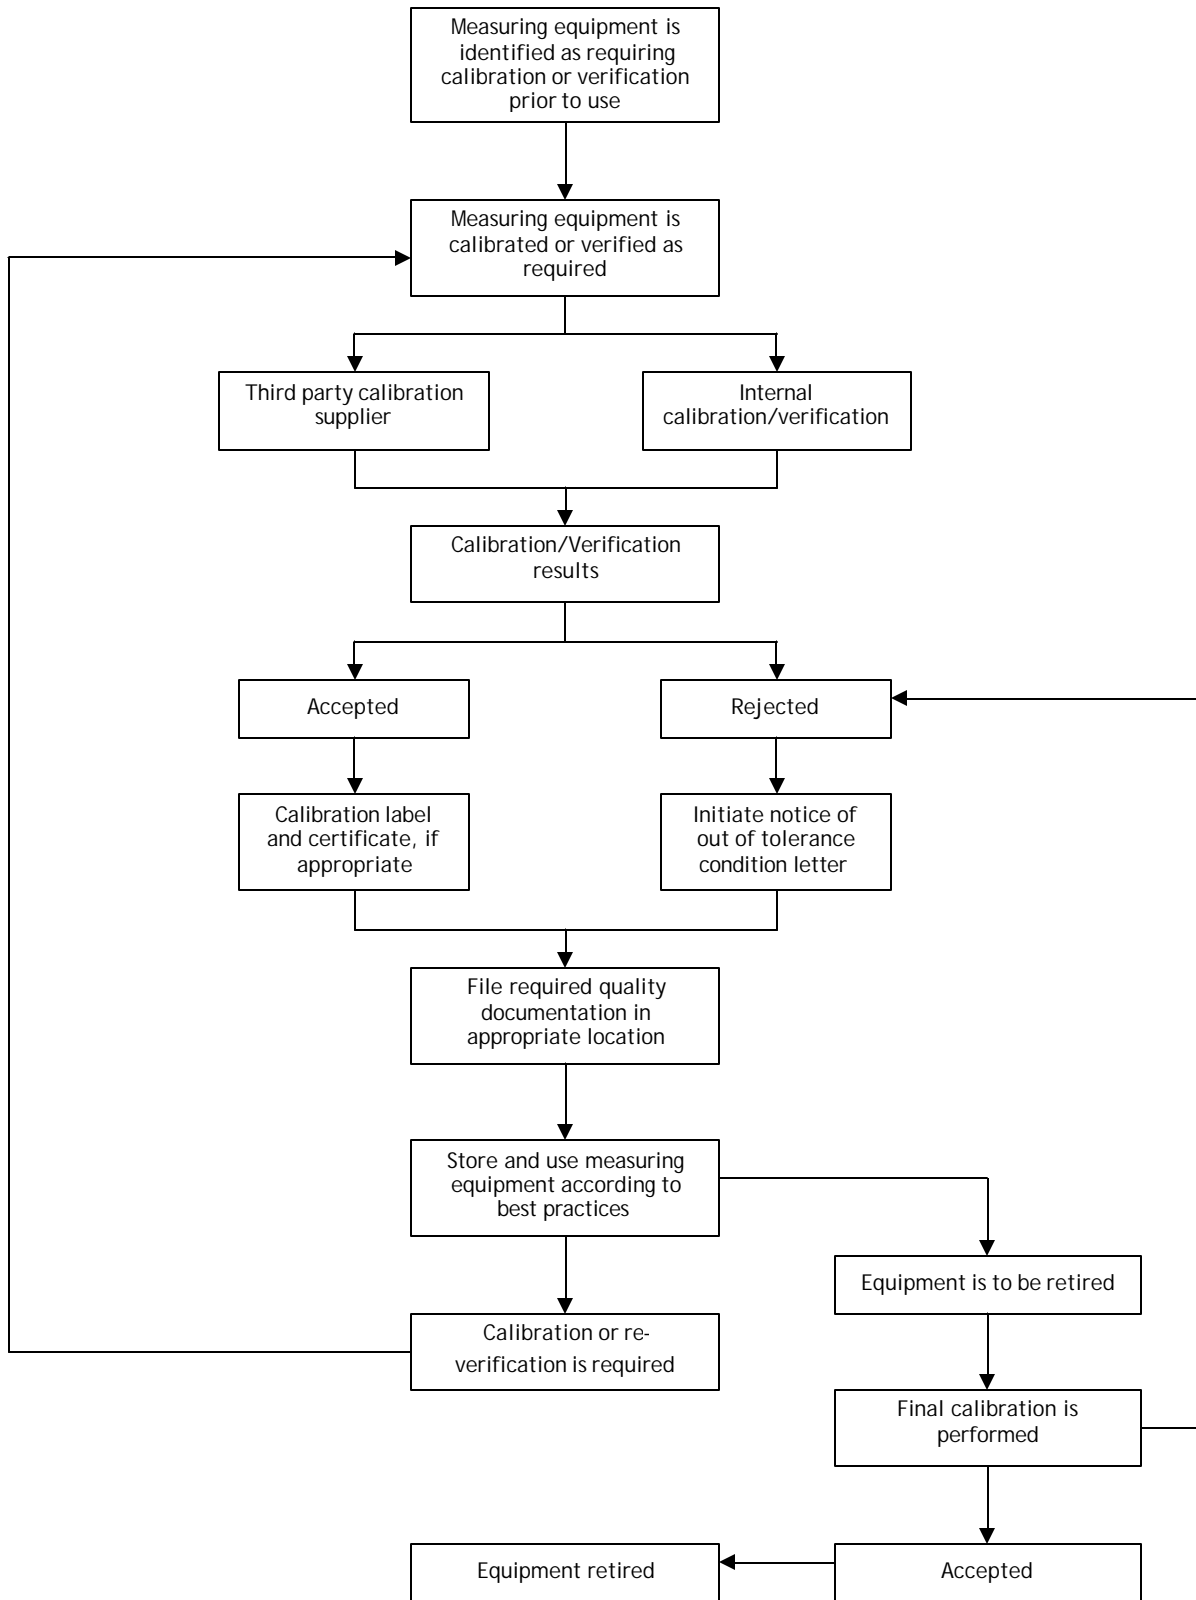 Measuring equipment is
identified as requiring
calibration or verification
prior to use
Measuring equipment is
calibrated or verified as
required
Third party calibration
supplier
Internal
calibration/verification
Calibration/Verification
results
Accepted
Rejected
Calibration label
and certificate, if
appropriate
Initiate notice of
out of tolerance
condition letter
File required quality
documentation in
appropriate location
Store and use measuring
equipment according to
best practices
Equipment is to be retired
Calibration or re-
verification is required
Final calibration is
performed
Equipment retired
Accepted